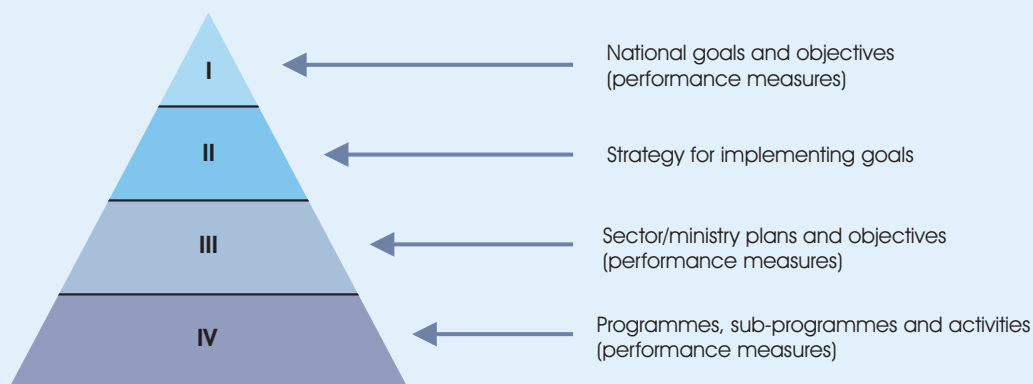 I
National goals and objectives
(performance measures)
II
Strategy for implementing goals
III
Sector/ministry plans and objectives
(performance measures)
IV
Programmes, sub-programmes and activities
(performance measures)